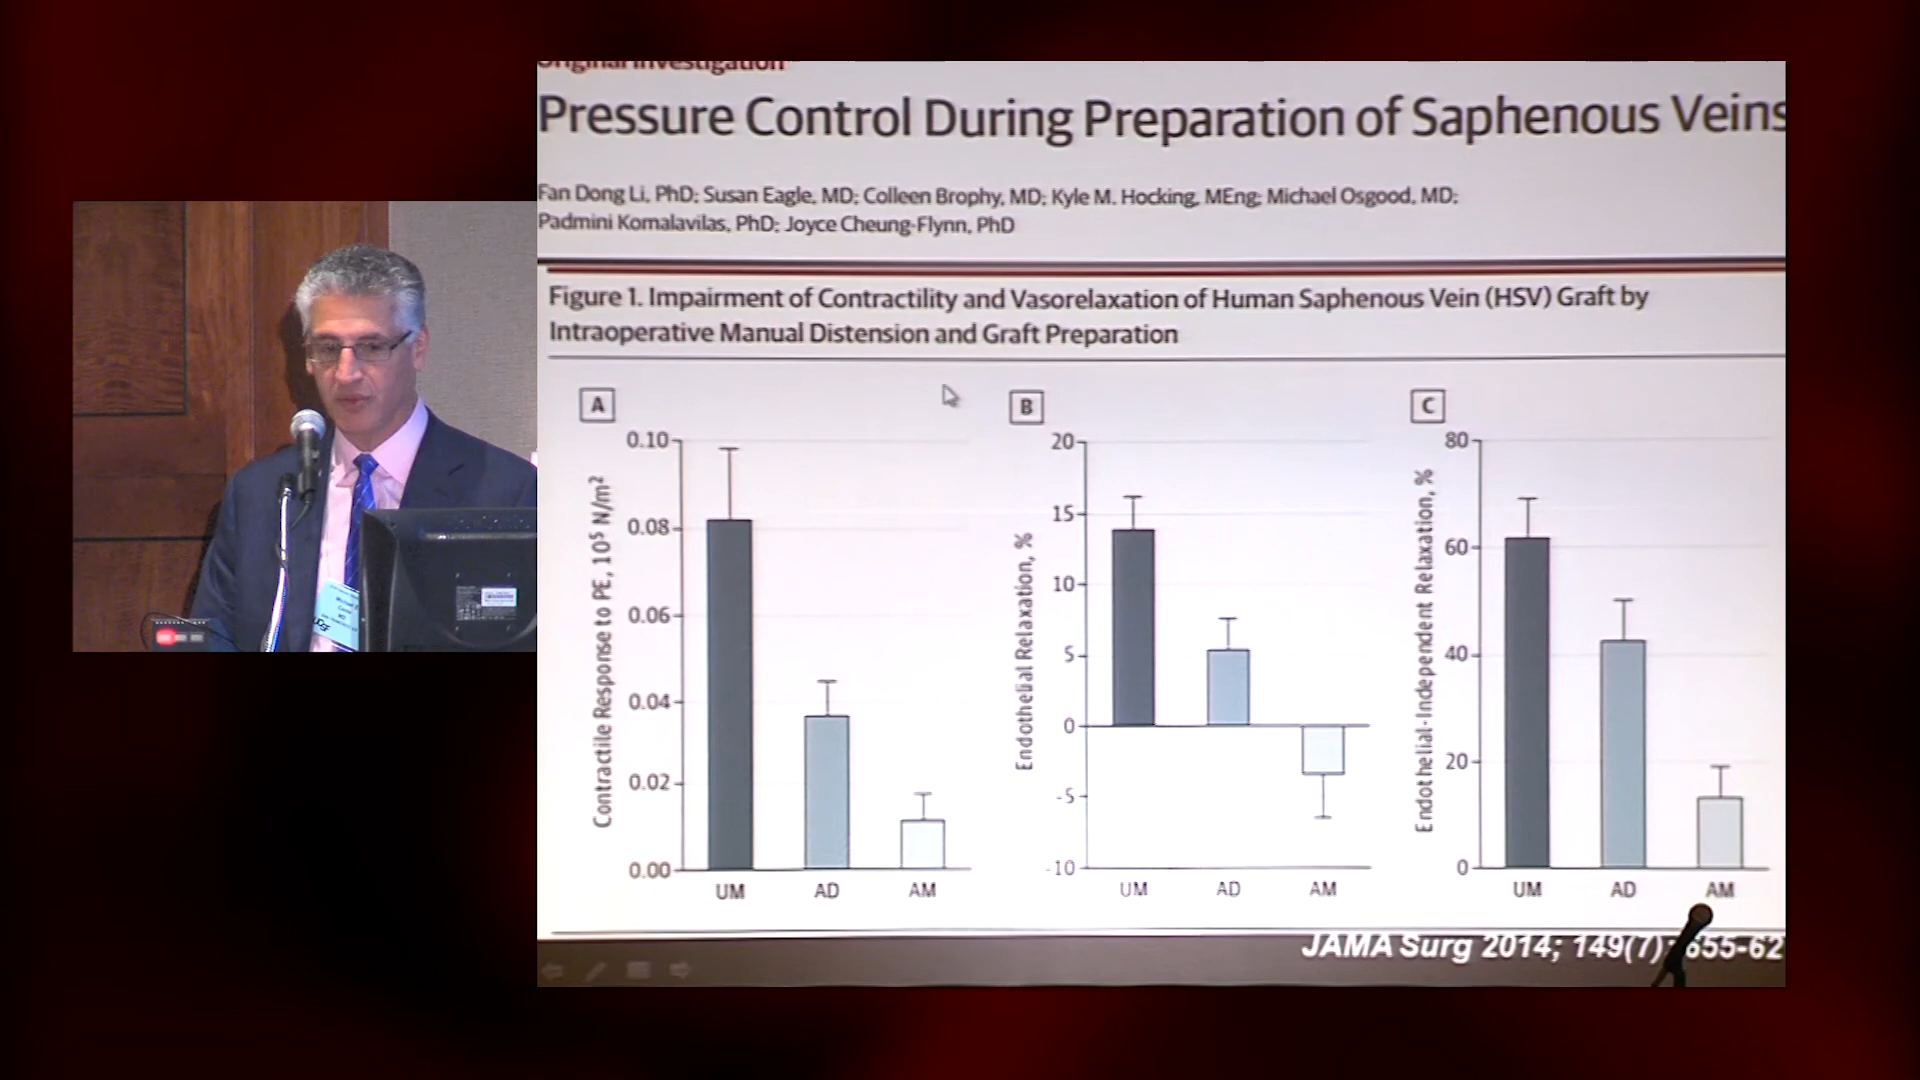 Original Investigation
Pressure Control During Preparation of Saphenous Veins
Fan Dong Li, PhD; Susan Eagle, MD; Colleen Brophy, MD; Kyle M. Hocking, MEng; Michael Osgood, MD;
Padmini Komalavilas, PhD; Joyce Cheung-Flynn, PhD
Figure 1. Impairment of Contractility and Vasorelaxation of Human Saphenous Vein (HSV) Graft by
Intraoperative Manual Distension and Graft Preparation
A
Contractile Response to PE, 10⁵ N/m²
0.10
0.08
0.06
0.04
0.02
0.00
UM AD AM
B
Endothelial Relaxation, %
20
15
10
5
0
-5
-10
UM AD AM
C
Endothelial-Independent Relaxation, %
80
60
40
20
0
UM AD AM
JAMA Surg 2014; 149(7): 655-62